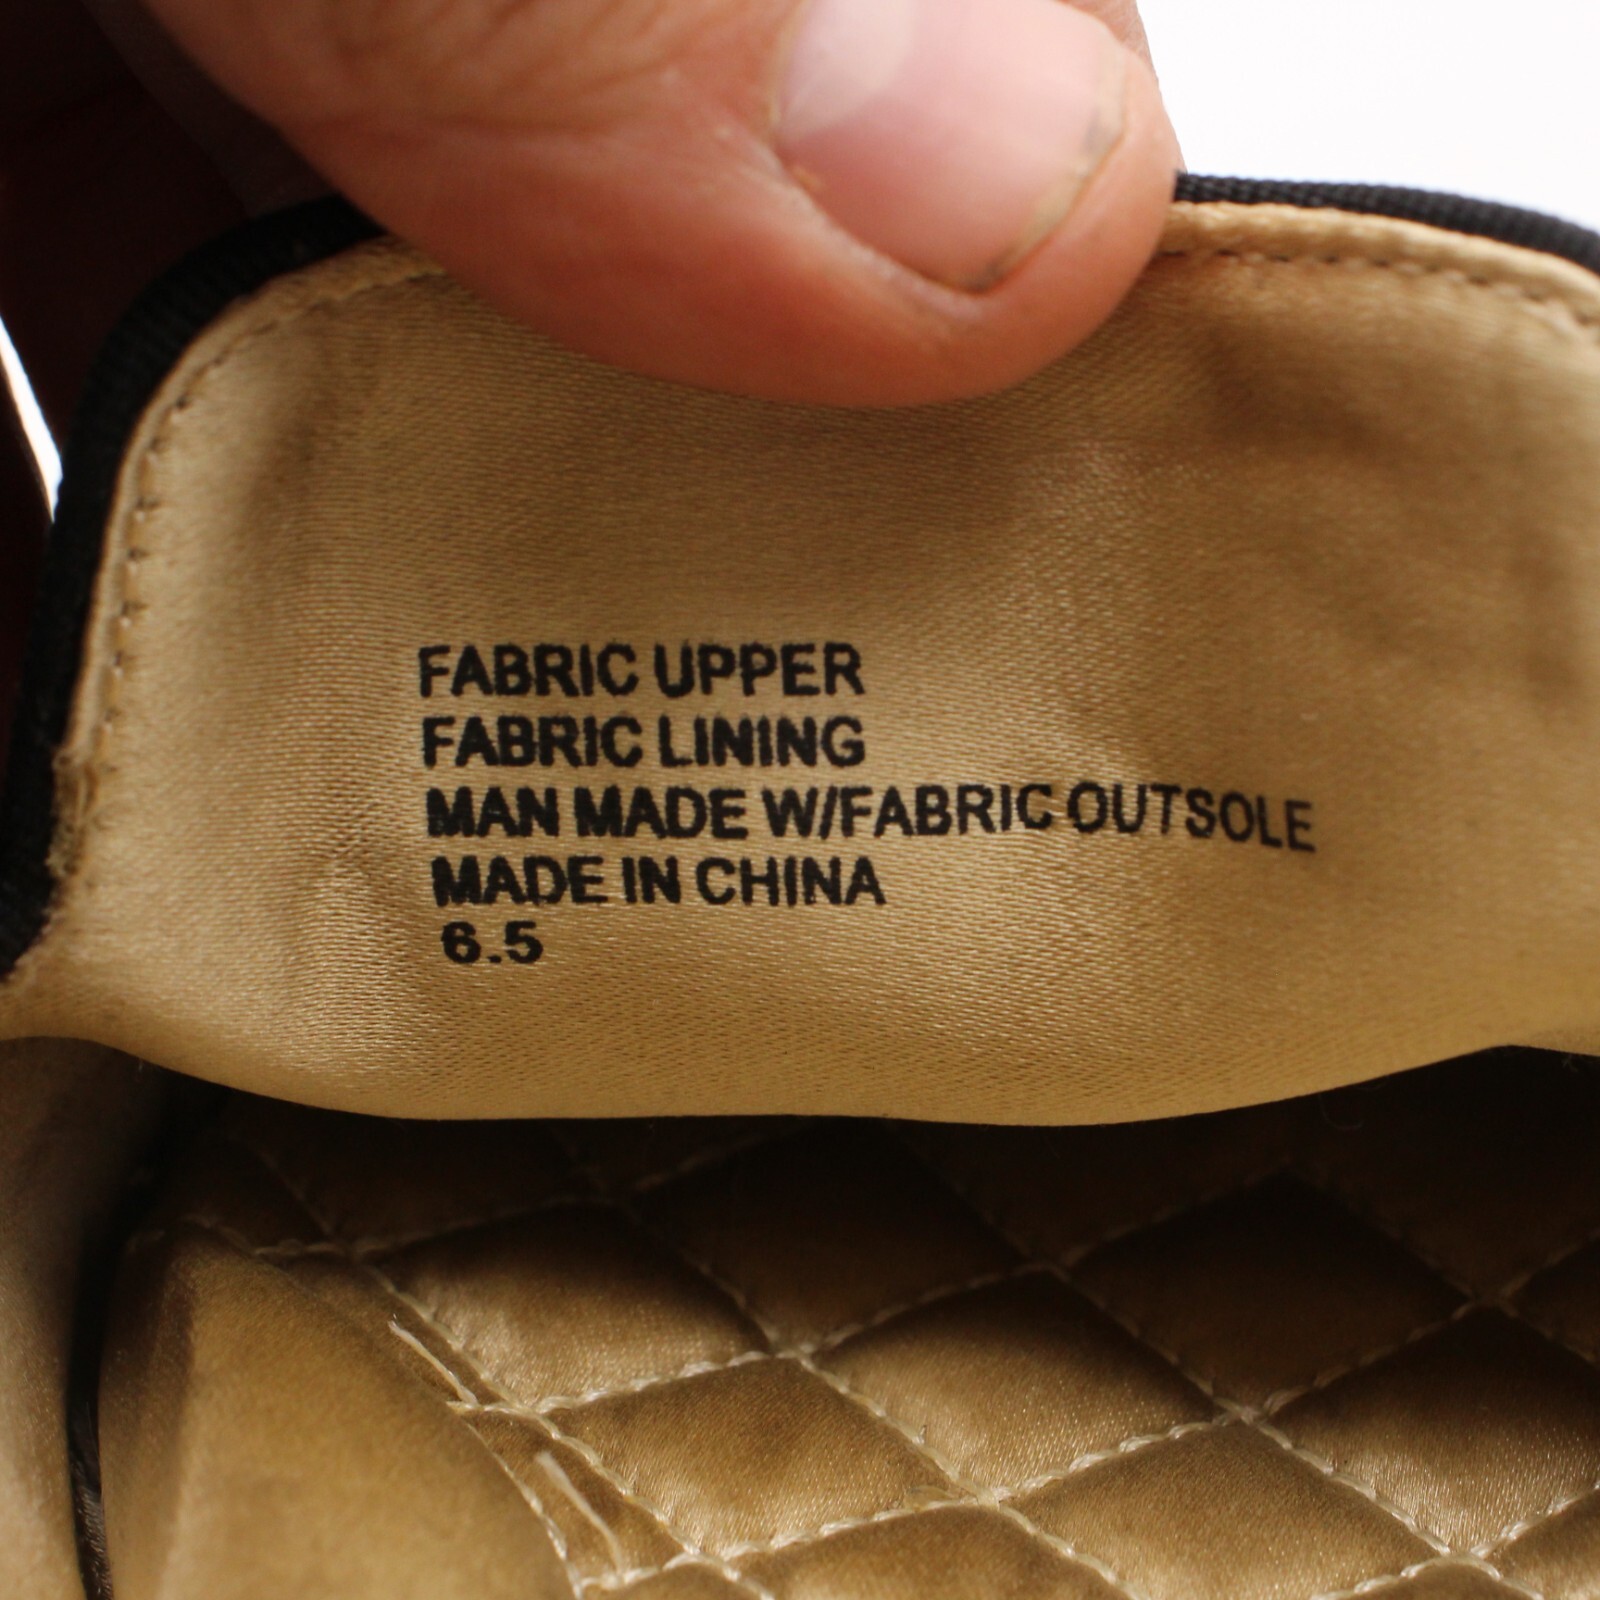 FABRIC UPPER
FABRIC LINING
MAN MADE W/FABRIC OUTSOLE
MADE IN CHINA
6.5